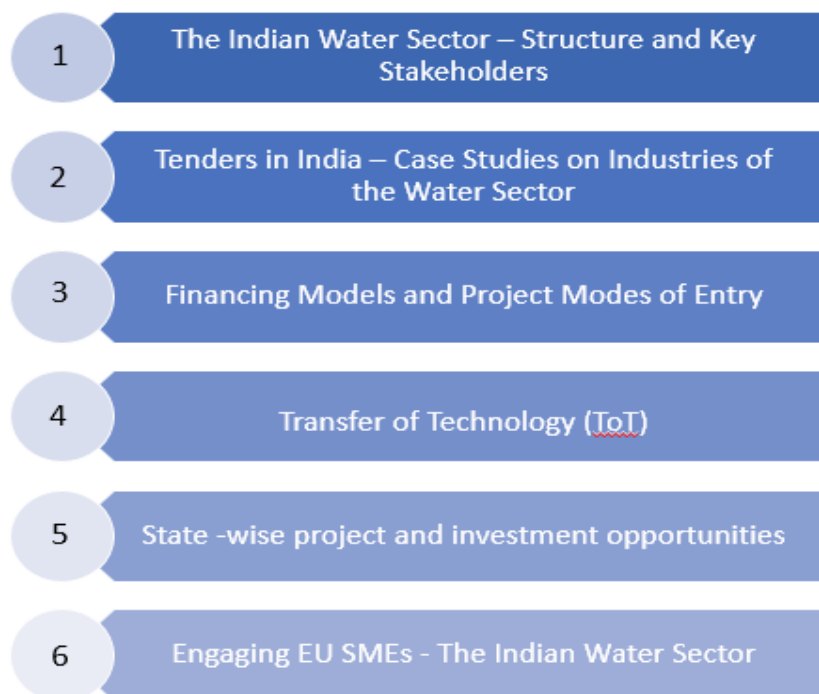 1
The Indian Water Sector – Structure and Key
Stakeholders
2
Tenders in India – Case Studies on Industries of
the Water Sector
3
Financing Models and Project Modes of Entry
4
Transfer of Technology (ToT)
5
State -wise project and investment opportunities
6
Engaging EU SMEs - The Indian Water Sector